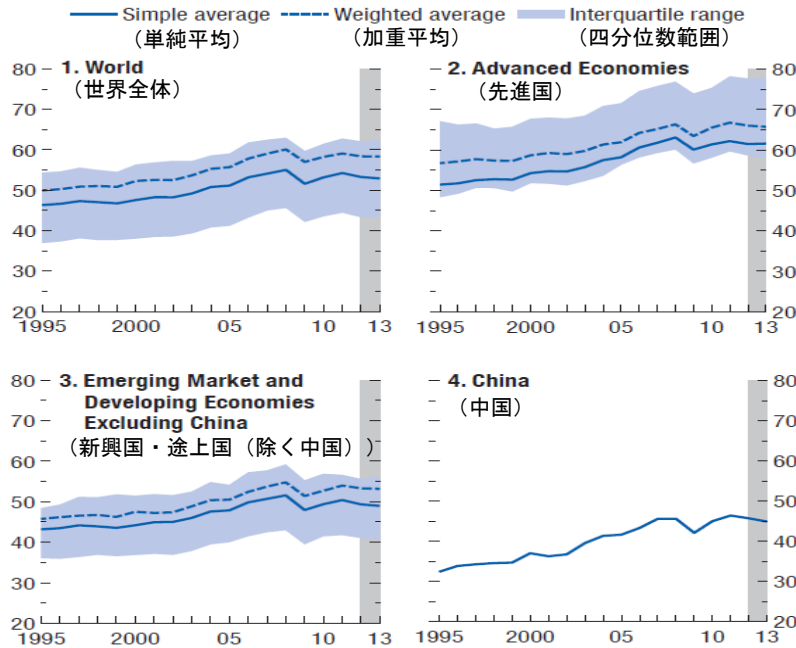 Simple average Weighted average Interquartile range
（単純平均） （加重平均） （四分位数範囲）
1. World
（世界全体）
80
70
60
50
40
30
20
1995 2000 05 10 13
2. Advanced Economies
（先進国）
80
70
60
50
40
30
20
1995 2000 05 10 13
3. Emerging Market and
Developing Economies
Excluding China
（新興国・途上国（除く中国））
80
70
60
50
40
30
20
1995 2000 05 10 13
4. China
（中国）
80
70
60
50
40
30
20
1995 2000 05 10 13